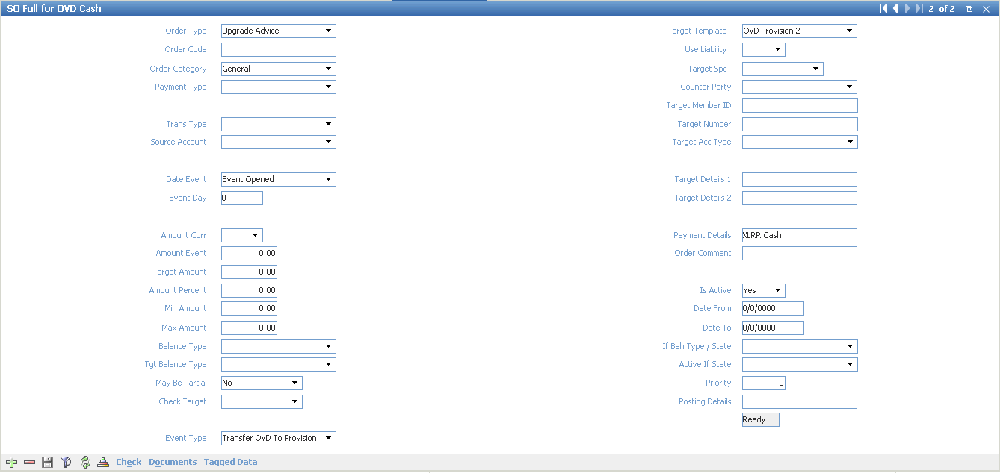 SO Full for OVD Cash
2 of 2
Order Type Upgrade Advice
Order Code
Order Category General
Payment Type
Trans Type
Source Account
Date Event Event Opened
Event Day 0
Amount Curr
Amount Event 0.00
Target Amount 0.00
Amount Percent 0.00
Min Amount 0.00
Max Amount 0.00
Balance Type
Tgt Balance Type
May Be Partial No
Check Target
Event Type Transfer OVD To Provision
Target Template OVD Provision 2
Use Liability
Target Spc
Counter Party
Target Member ID
Target Number
Target Acc Type
Target Details 1
Target Details 2
Payment Details XLRR Cash
Order Comment
Is Active Yes
Date From 0/0/0000
Date To 0/0/0000
If Beh Type / State
Active If State
Priority 0
Posting Details
Ready
Check Documents Tagged Data